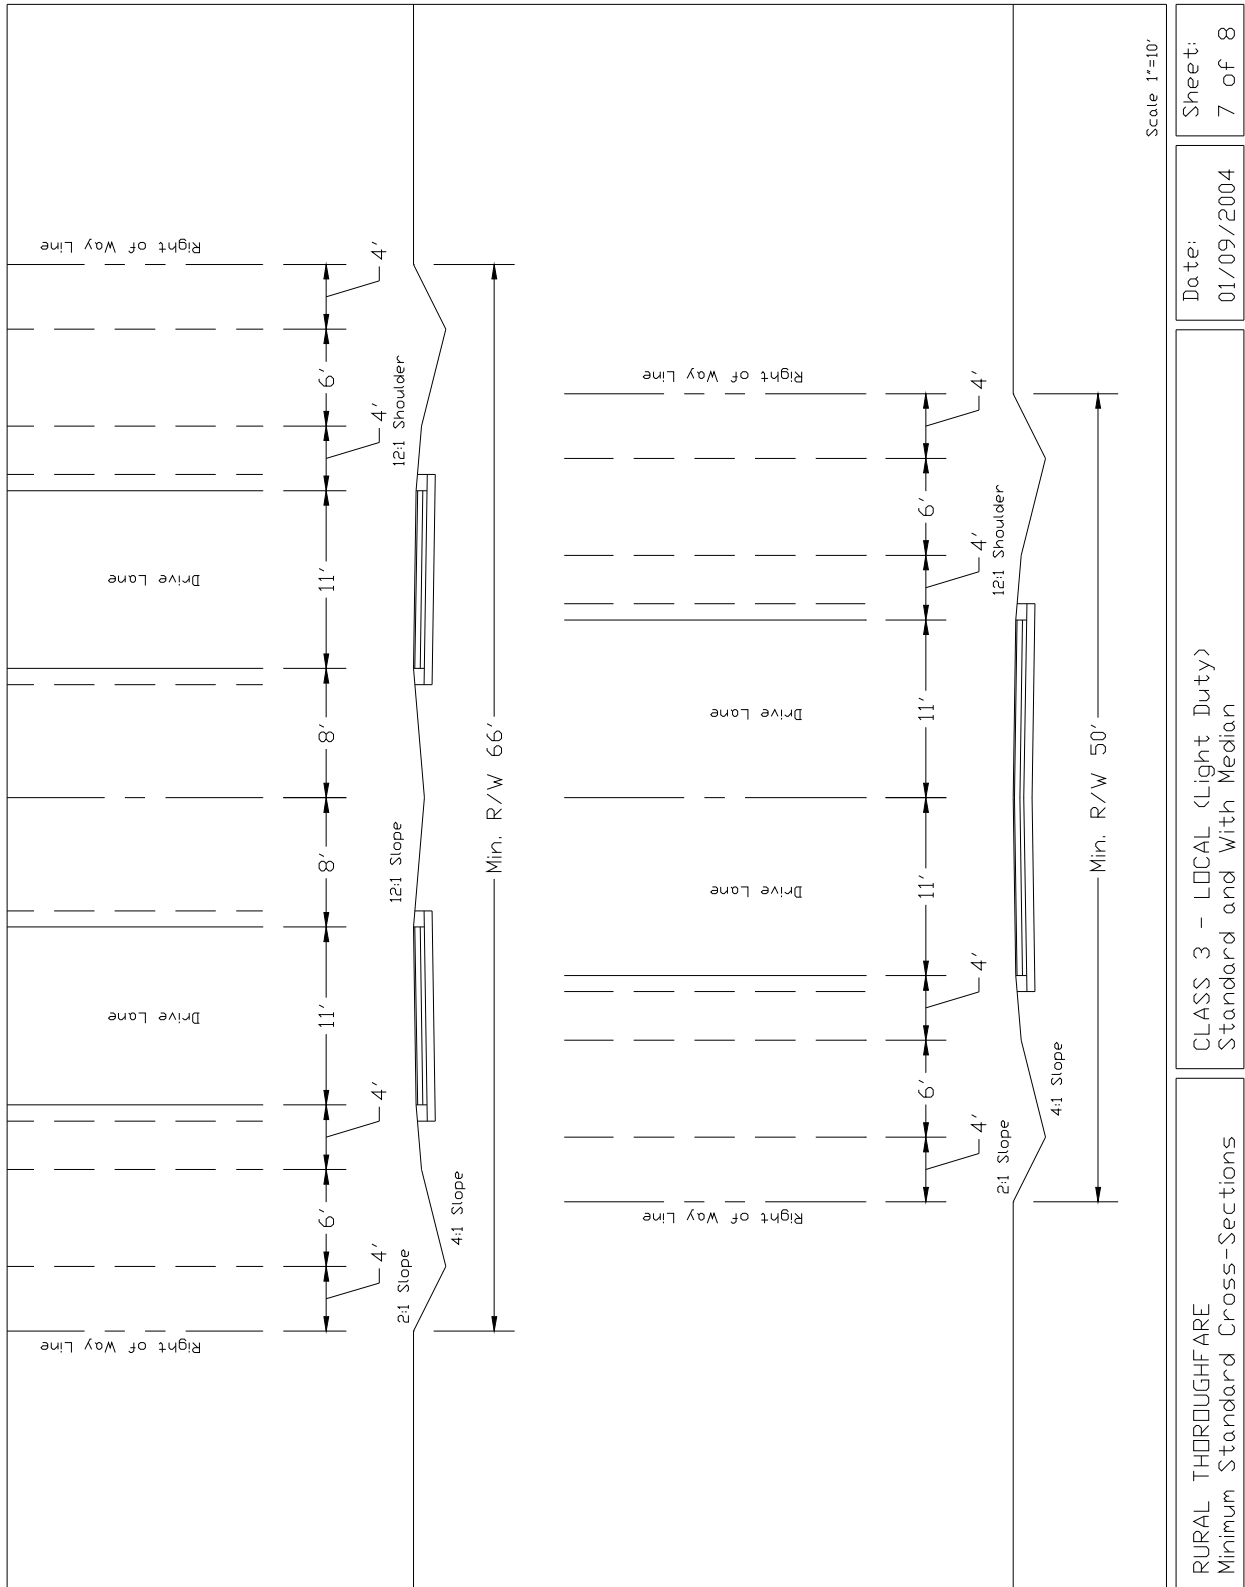 Right of Way Line
Drive Lane
Drive Lane
Right of Way Line
4'
6'
4'
11'
8'
8'
11'
4'
6'
4'
2:1 Slope
4:1 Slope
12:1 Slope
12:1 Shoulder
Min. R/W 66'
Right of Way Line
Drive Lane
Drive Lane
Right of Way Line
4'
6'
4'
11'
11'
4'
6'
4'
2:1 Slope
4:1 Slope
12:1 Shoulder
Min. R/W 50'
Scale 1"=10'
RURAL THOROUGHFARE
Minimum Standard Cross-Sections
CLASS 3 - LOCAL (Light Duty)
Standard and With Median
Date:
01/09/2004
Sheet:
7 of 8